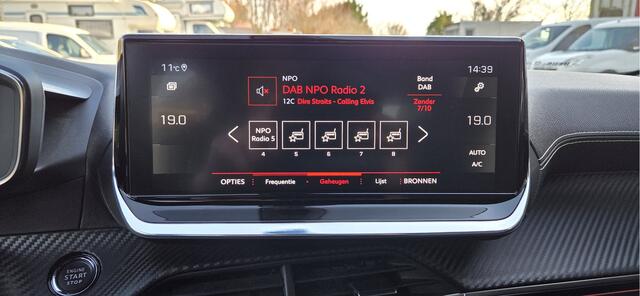 11°C
NPO
14:39
DAB NPO Radio 2
Band
DAB
12C Dire Straits - Calling Elvis
Zender
7/10
19.0
19.0
NPO
Radio 5
4 5 6 7 8
AUTO
A/C
OPTIES Frequentie - Geheugen - Lijst BRONNEN
ENGINE
START
STOP